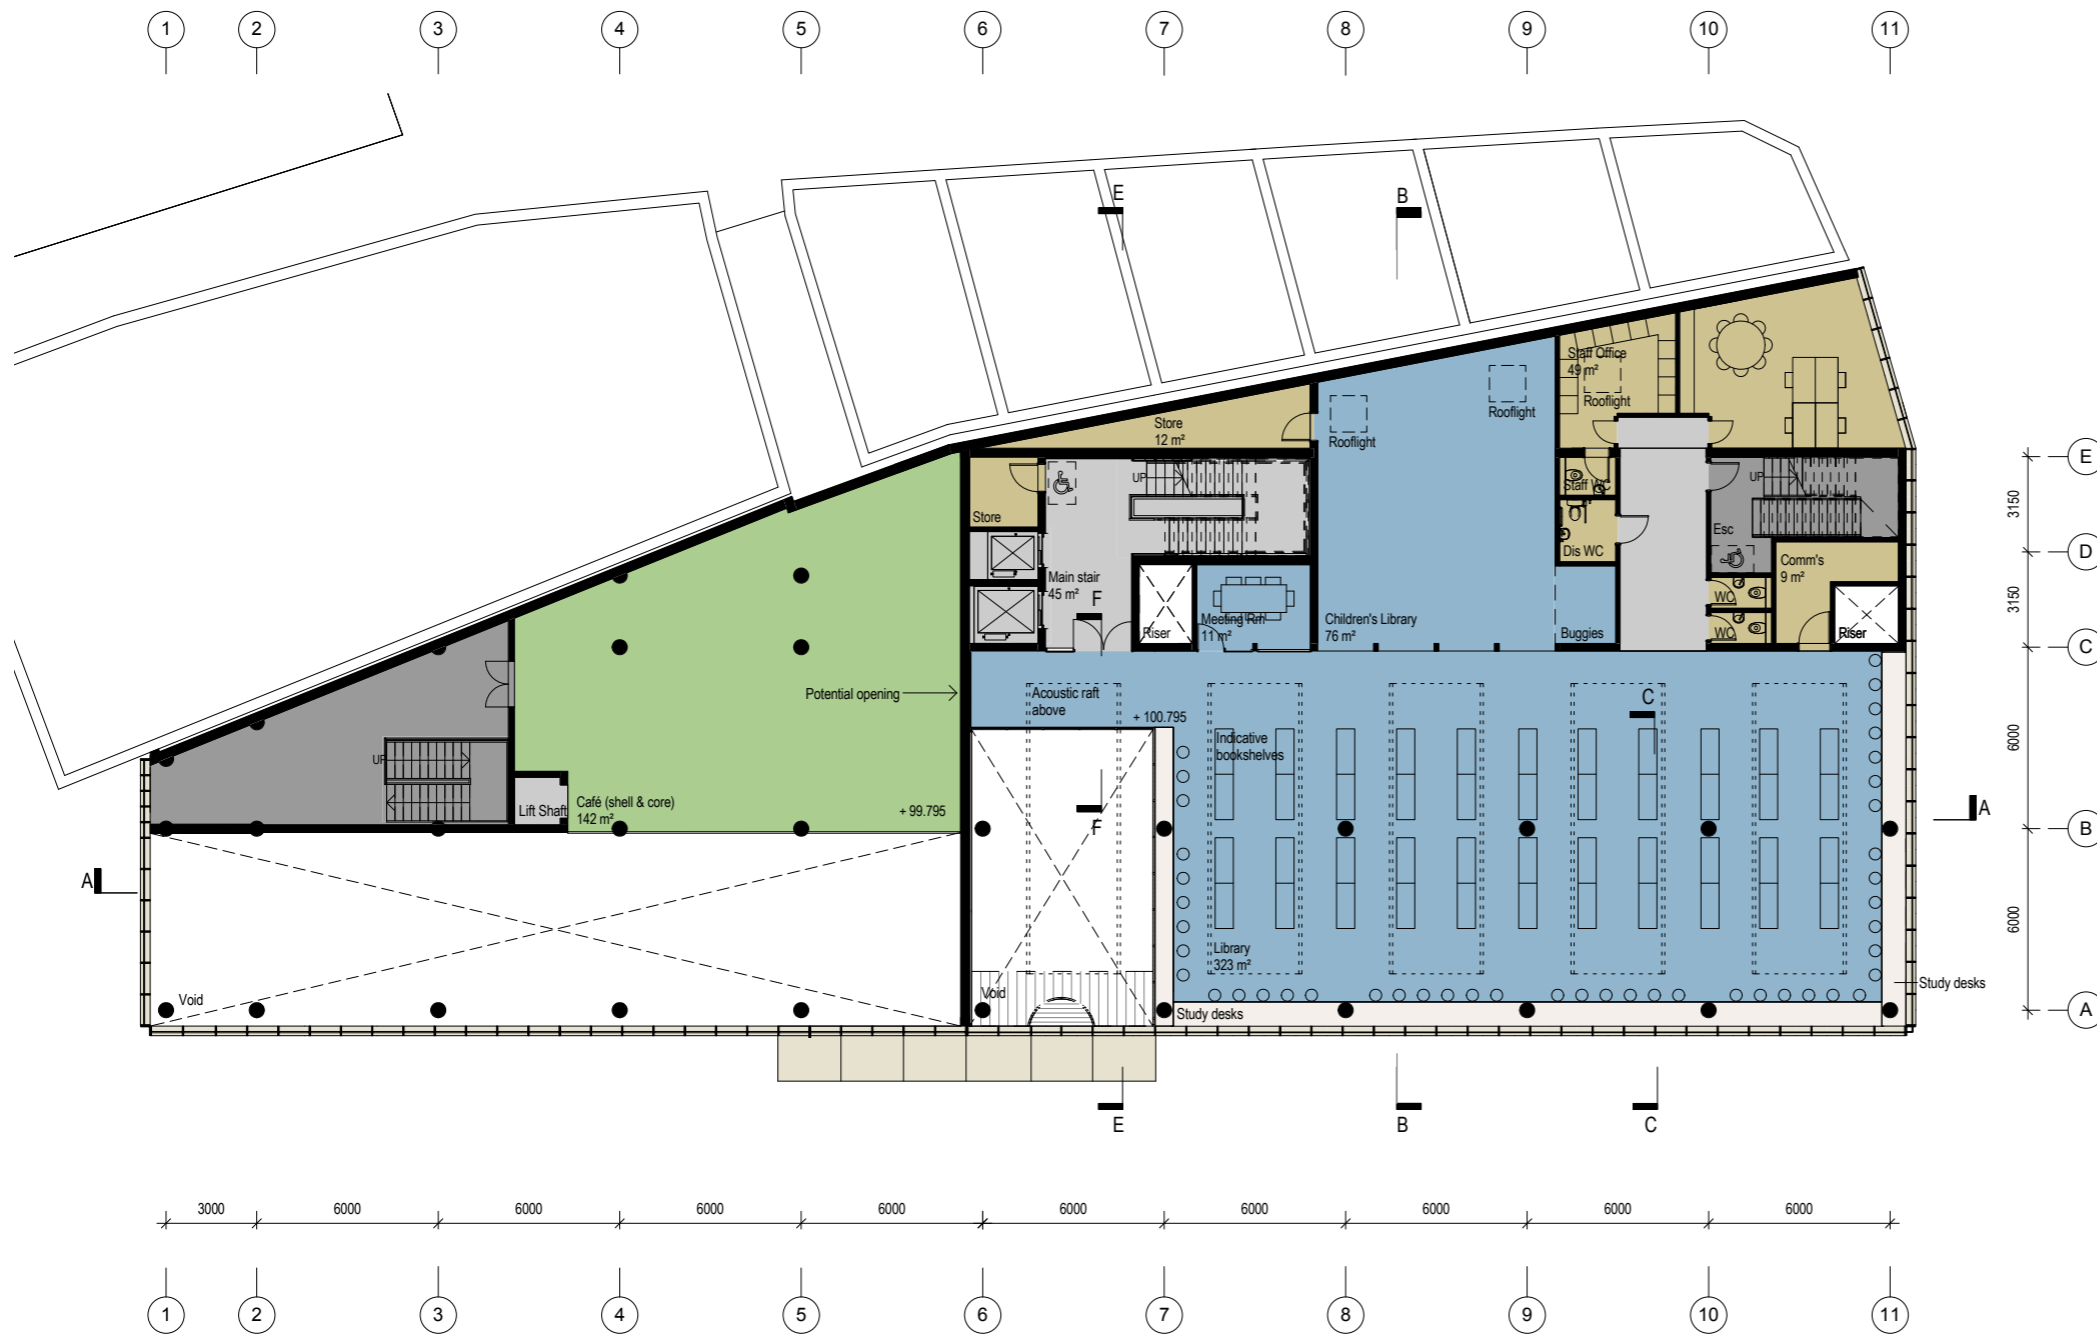 1 2 3 4 5 6 7 8 9 10 11
E B
Staff Office
49 m²
Rooflight
Rooflight
Rooflight
Store
12 m²
E
UP
Staff WC
UP
3150
Store
Esc
Dis WC
D
Comm's
9 m²
Main stair
45 m²
F
WC
3150
Riser
Meeting Rm
11 m²
Children's Library
76 m²
Buggies
WC
Riser
C
Potential opening
Acoustic raft
above
C
+ 100.795
Indicative
bookshelves
6000
UP
Lift Shaft
Café (shell & core)
142 m²
+ 99.795
F
A
B
A
6000
Library
323 m²
Void
Void
Study desks
Study desks
A
E B C
3000 6000 6000 6000 6000 6000 6000 6000 6000 6000
1 2 3 4 5 6 7 8 9 10 11